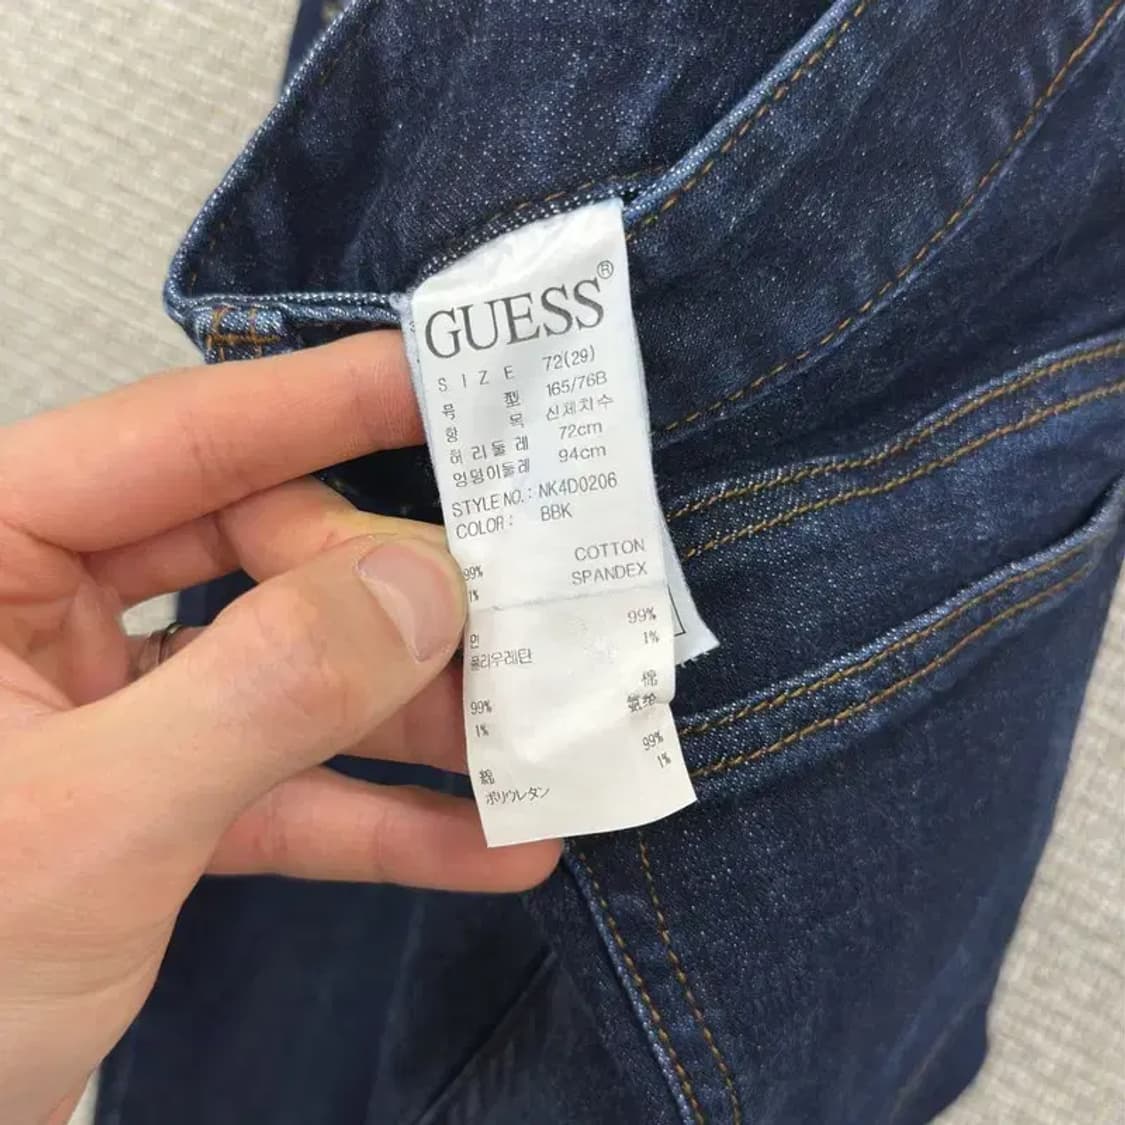 GUESS®
SIZE 72(29)
号型 165/76B
항목 신체치수
허리둘레 72cm
엉덩이둘레 94cm
STYLE NO.: NK4D0206
COLOR: BBK
99% COTTON
1% SPANDEX
면 99%
폴리우레탄 1%
99% 棉
1% 氨纶
綿 99%
ポリウレタン 1%